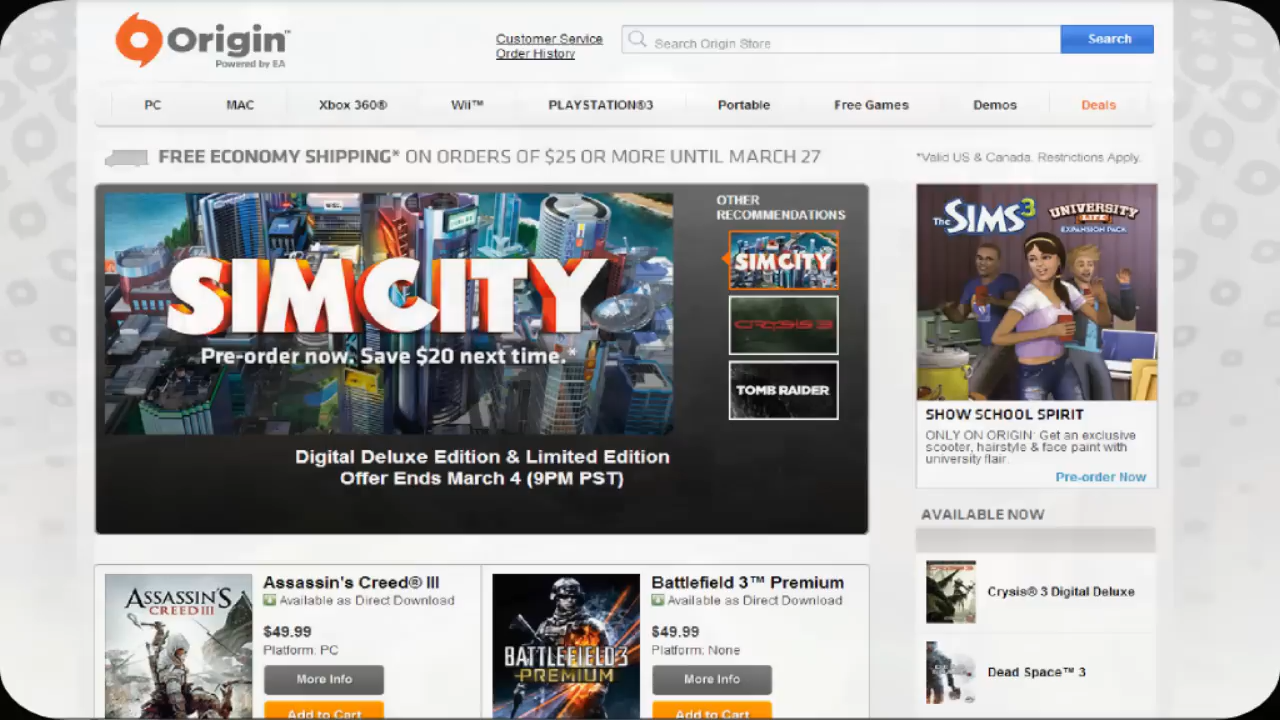 Origin™
Powered by EA
Customer Service
Order History
Search Origin Store
Search
PC
MAC
Xbox 360®
Wii™
PLAYSTATION®3
Portable
Free Games
Demos
Deals
FREE ECONOMY SHIPPING* ON ORDERS OF $25 OR MORE UNTIL MARCH 27
*Valid US & Canada. Restrictions Apply.
SIMCITY
Pre-order now. Save $20 next time.*
Digital Deluxe Edition & Limited Edition
Offer Ends March 4 (9PM PST)
OTHER
RECOMMENDATIONS
SIMCITY
CRYSIS 3
TOMB RAIDER
The SIMS 3
UNIVERSITY
LIFE
EXPANSION PACK
SHOW SCHOOL SPIRIT
ONLY ON ORIGIN: Get an exclusive
scooter, hairstyle & face paint with
university flair.
Pre-order Now
AVAILABLE NOW
Crysis® 3 Digital Deluxe
Dead Space™ 3
ASSASSIN'S
CREED III
Assassin's Creed® III
Available as Direct Download
$49.99
Platform: PC
More Info
Add to Cart
BATTLEFIELD 3
PREMIUM
Battlefield 3™ Premium
Available as Direct Download
$49.99
Platform: None
More Info
Add to Cart